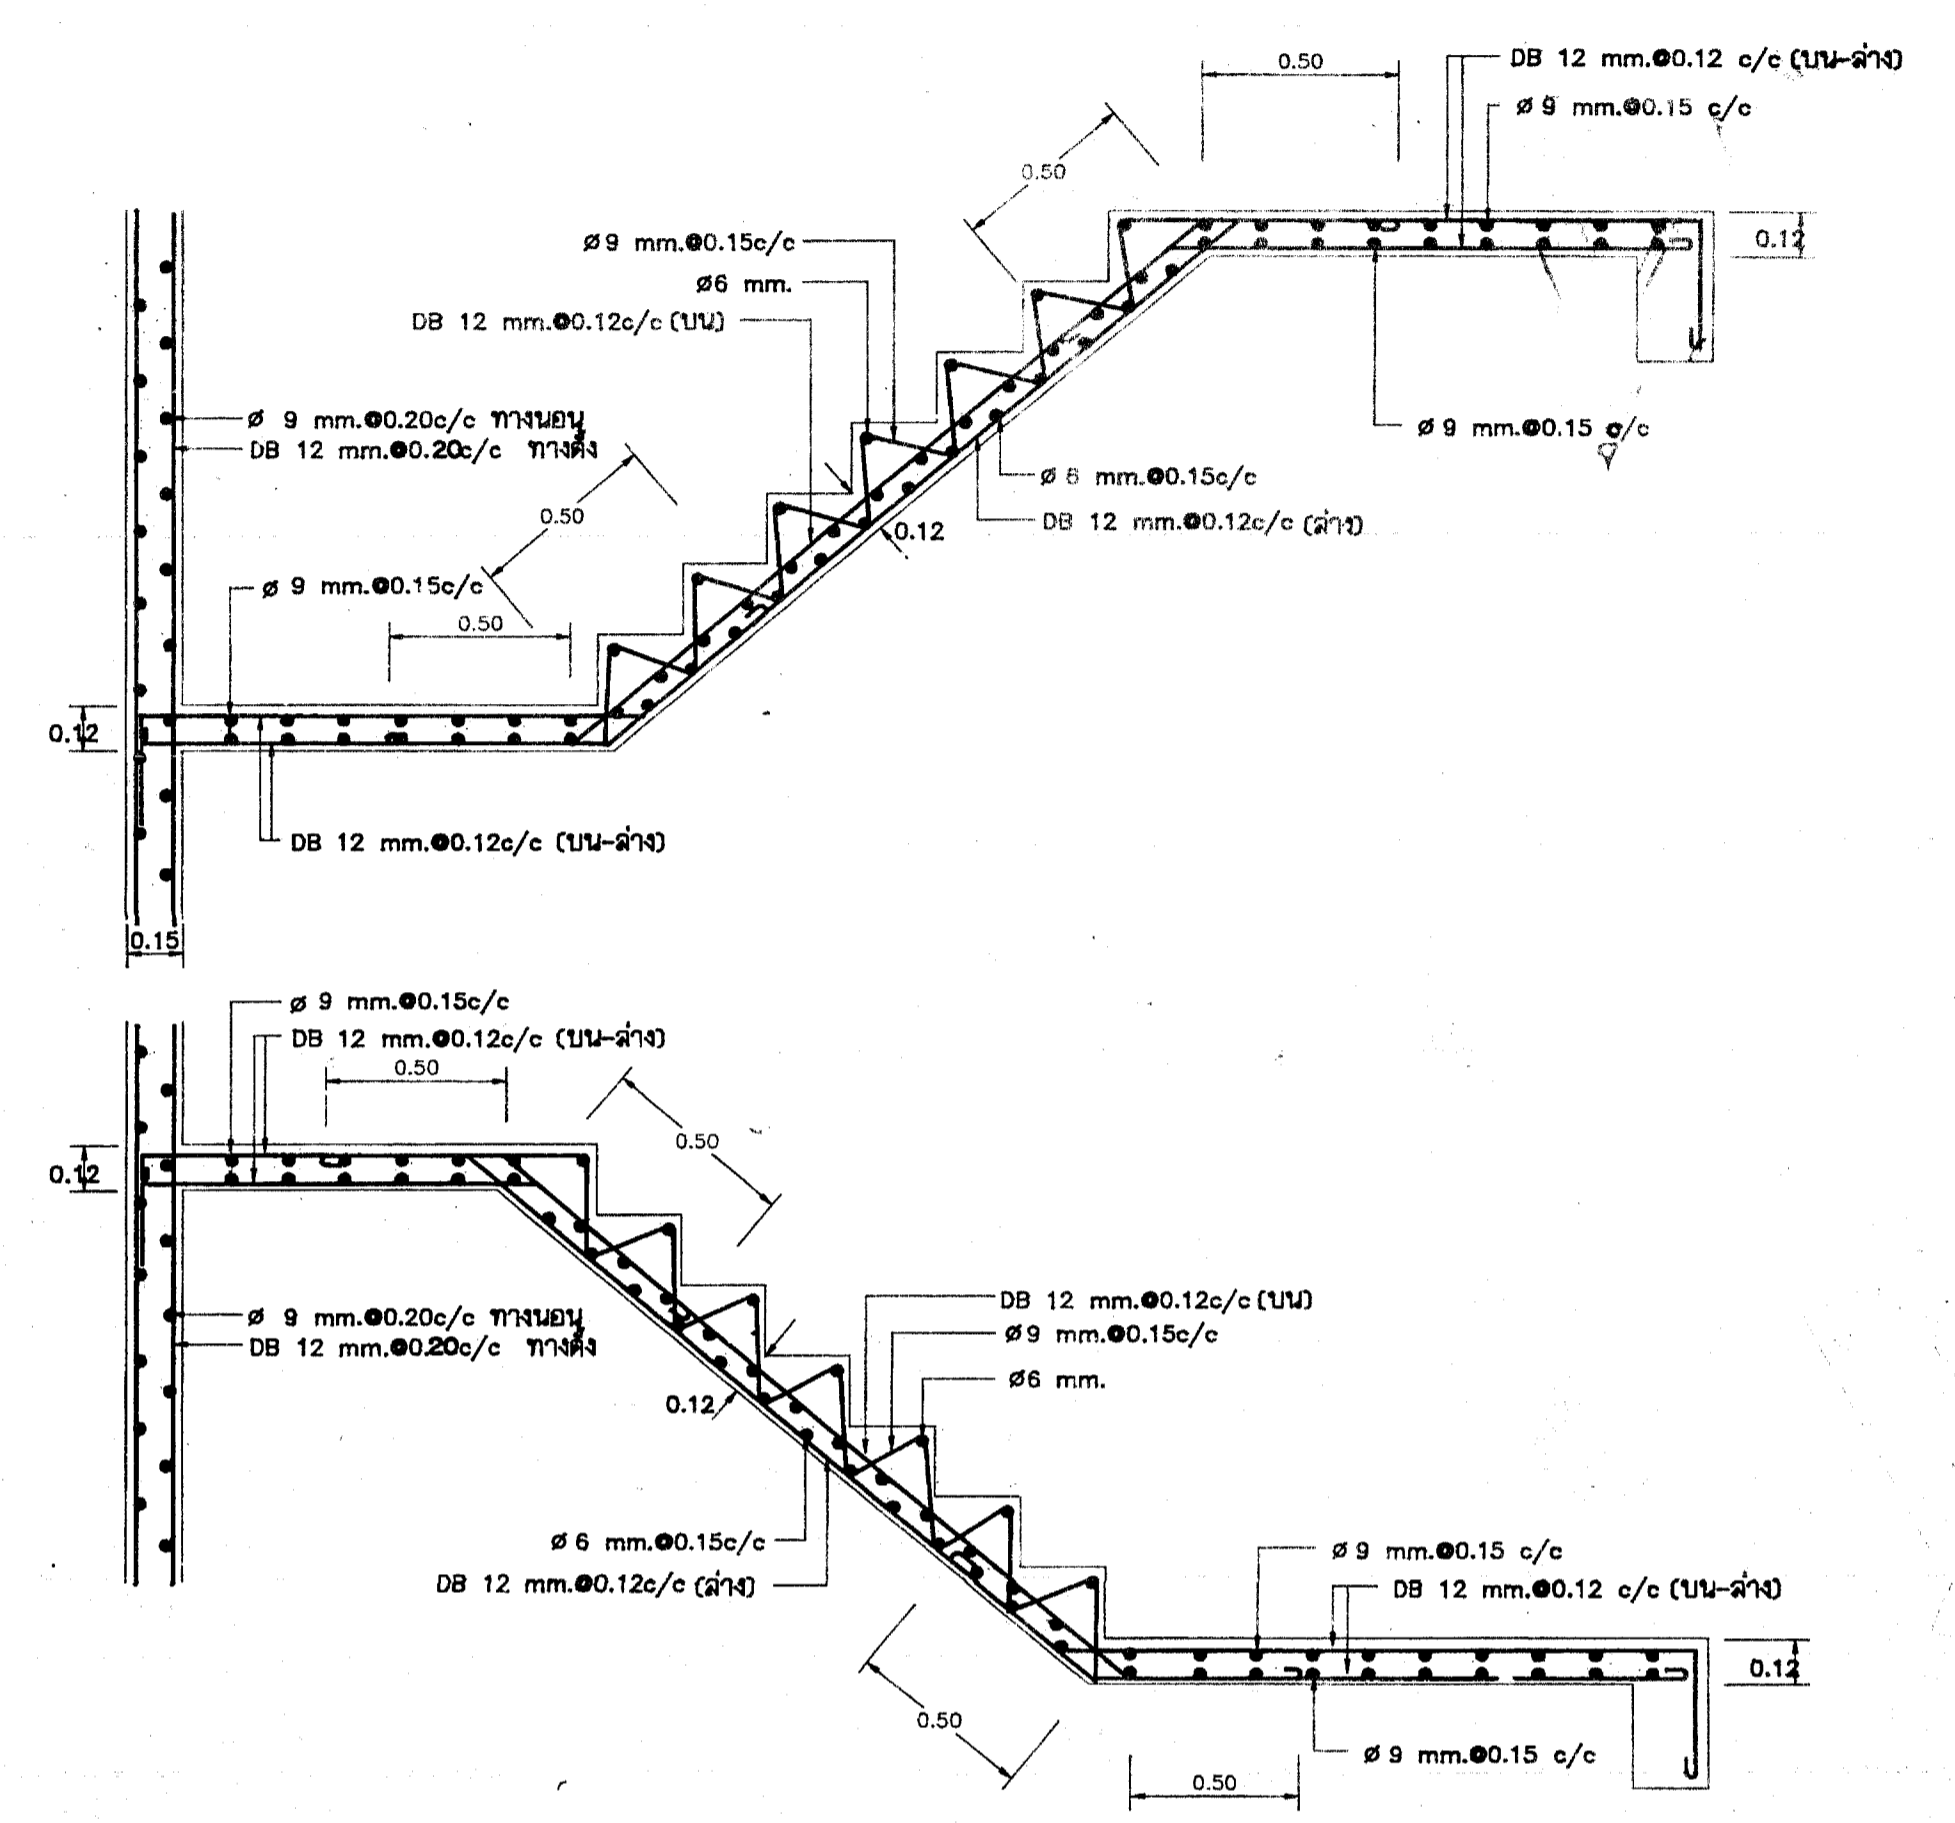 0.50
DB 12 mm.@0.12 c/c (บน-ล่าง)
Ø 9 mm.@0.15 c/c
0.50
Ø9 mm.@0.15c/c
Ø6 mm.
DB 12 mm.@0.12c/c (บน)
0.12
Ø 9 mm.@0.20c/c ทางนอน
DB 12 mm.@0.20c/c ทางตั้ง
Ø 9 mm.@0.15 c/c
Ø 6 mm.@0.15c/c
0.50
DB 12 mm.@0.12c/c (ล่าง)
0.12
Ø 9 mm.@0.15c/c
0.50
0.12
DB 12 mm.@0.12c/c (บน-ล่าง)
0.15
Ø 9 mm.@0.15c/c
DB 12 mm.@0.12c/c (บน-ล่าง)
0.50
0.50
0.12
Ø 9 mm.@0.20c/c ทางนอน
DB 12 mm.@0.20c/c ทางตั้ง
DB 12 mm.@0.12c/c (บน)
Ø9 mm.@0.15c/c
Ø6 mm.
0.12
Ø 6 mm.@0.15c/c
DB 12 mm.@0.12c/c (ล่าง)
Ø 9 mm.@0.15 c/c
DB 12 mm.@0.12 c/c (บน-ล่าง)
0.12
0.50
Ø 9 mm.@0.15 c/c
0.50